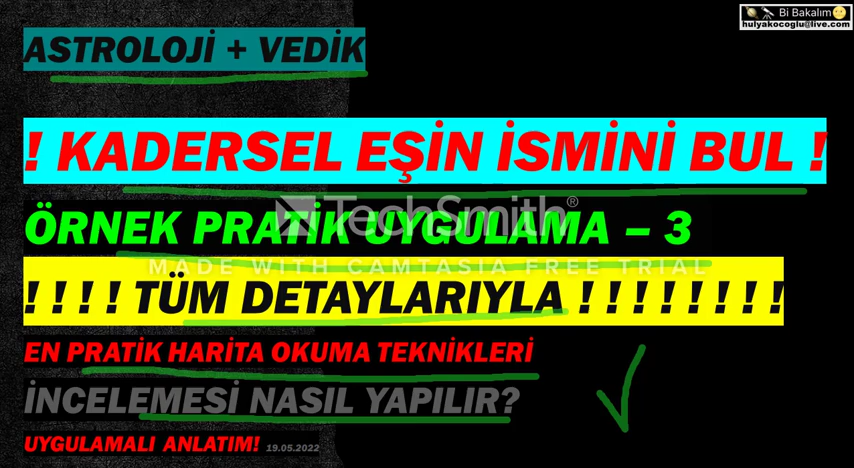 Bi Bakalım
hulyakocoglu@live.com
ASTROLOJİ + VEDİK
! KADERSEL EŞİN İSMİNİ BUL !
TechSmith®
ÖRNEK PRATİK UYGULAMA – 3
MADE WITH CAMTASIA FREE TRIAL
! ! ! ! TÜM DETAYLARIYLA ! ! ! ! ! ! ! !
EN PRATİK HARİTA OKUMA TEKNİKLERİ
İNCELEMESİ NASIL YAPILIR?
UYGULAMALI ANLATIM! 19.05.2022